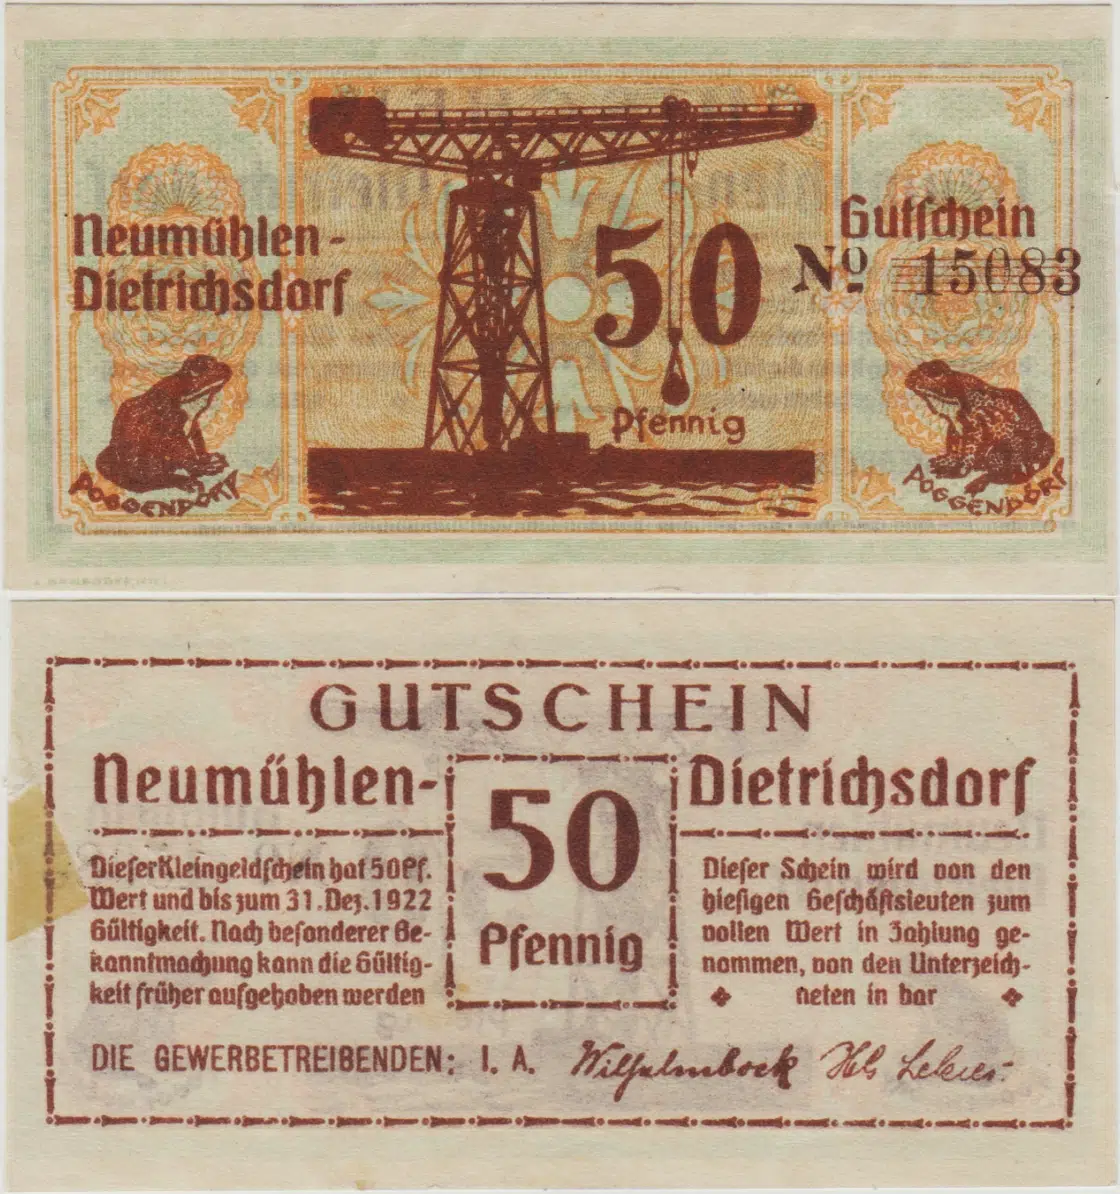 Neumühlen-
Dietrichsdorf
50
Pfennig
Gutschein
No 15083
POGGENDÖRP
POGGENDÖRP
GUTSCHEIN
Neumühlen-
Dietrichsdorf
50
Pfennig
Dieser Kleingeldschein hat 50 Pf.
Wert und bis zum 31. Dez. 1922
Gültigkeit. Nach besonderer Be-
kanntmachung kann die Gültig-
keit früher aufgehoben werden
Dieser Schein wird von den
hiesigen Geschäftsleuten zum
vollen Wert in Zahlung ge-
nommen, von den Unterzeich-
neten in bar
DIE GEWERBETREIBENDEN: I. A.